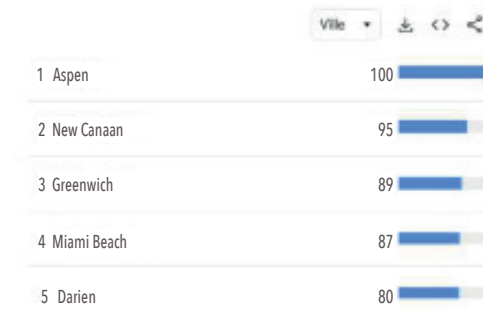 Ville
1 Aspen 100
2 New Canaan 95
3 Greenwich 89
4 Miami Beach 87
5 Darien 80